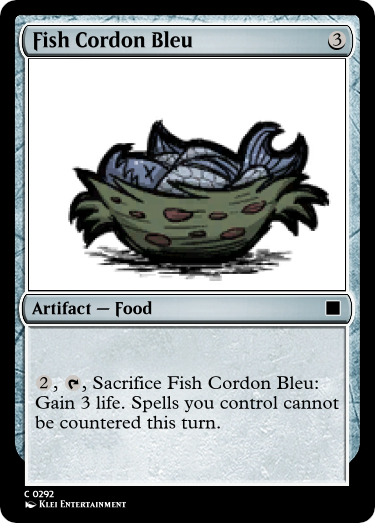 Fish Cordon Bleu 3
Artifact — Food
2, , Sacrifice Fish Cordon Bleu:
Gain 3 life. Spells you control cannot
be countered this turn.
C 0292
Klei Entertainment